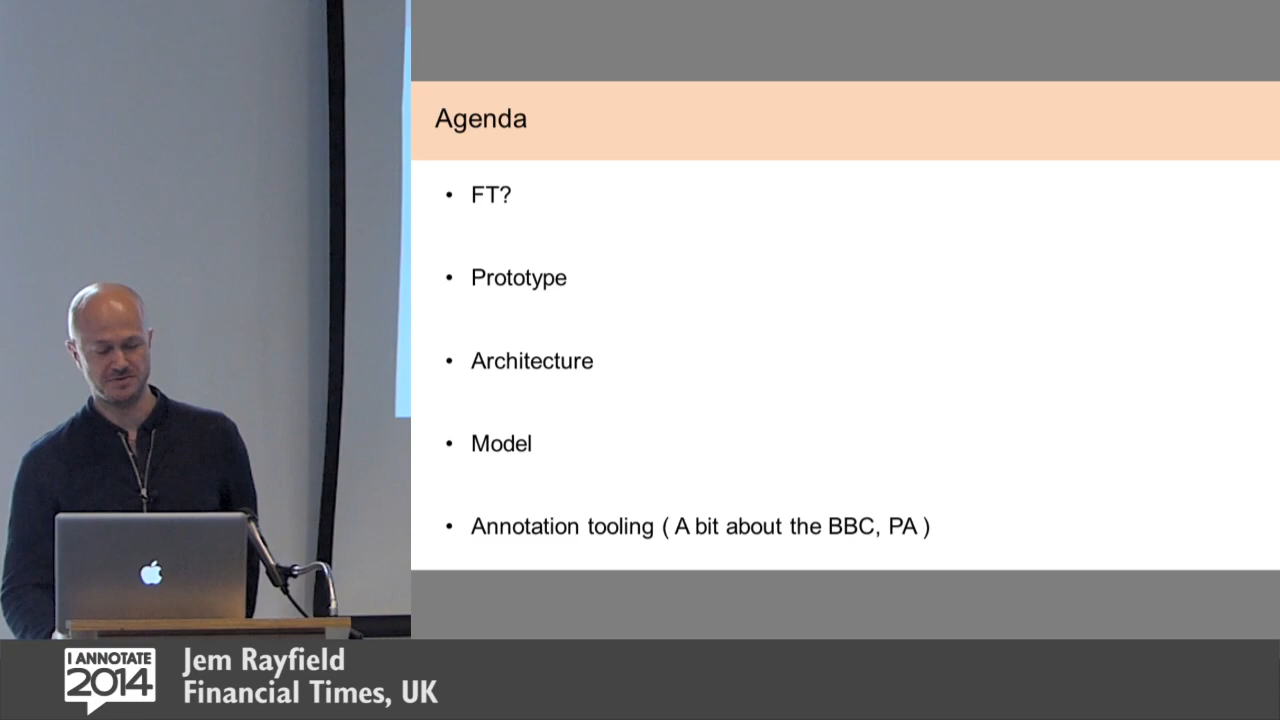 Agenda
• FT?
• Prototype
• Architecture
• Model
• Annotation tooling ( A bit about the BBC, PA )
I ANNOTATE
2014
Jem Rayfield
Financial Times, UK